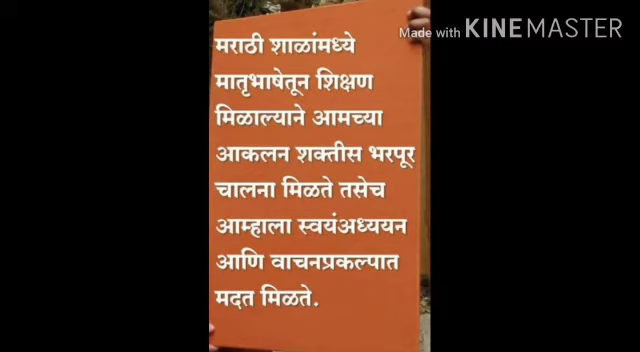 Made with KINEMASTER
मराठी शाळांमध्ये
मातृभाषेतून शिक्षण
मिळाल्याने आमच्या
आकलन शक्तीस भरपूर
चालना मिळते तसेच
आम्हाला स्वयंअध्ययन
आणि वाचनप्रकल्पात
मदत मिळते.